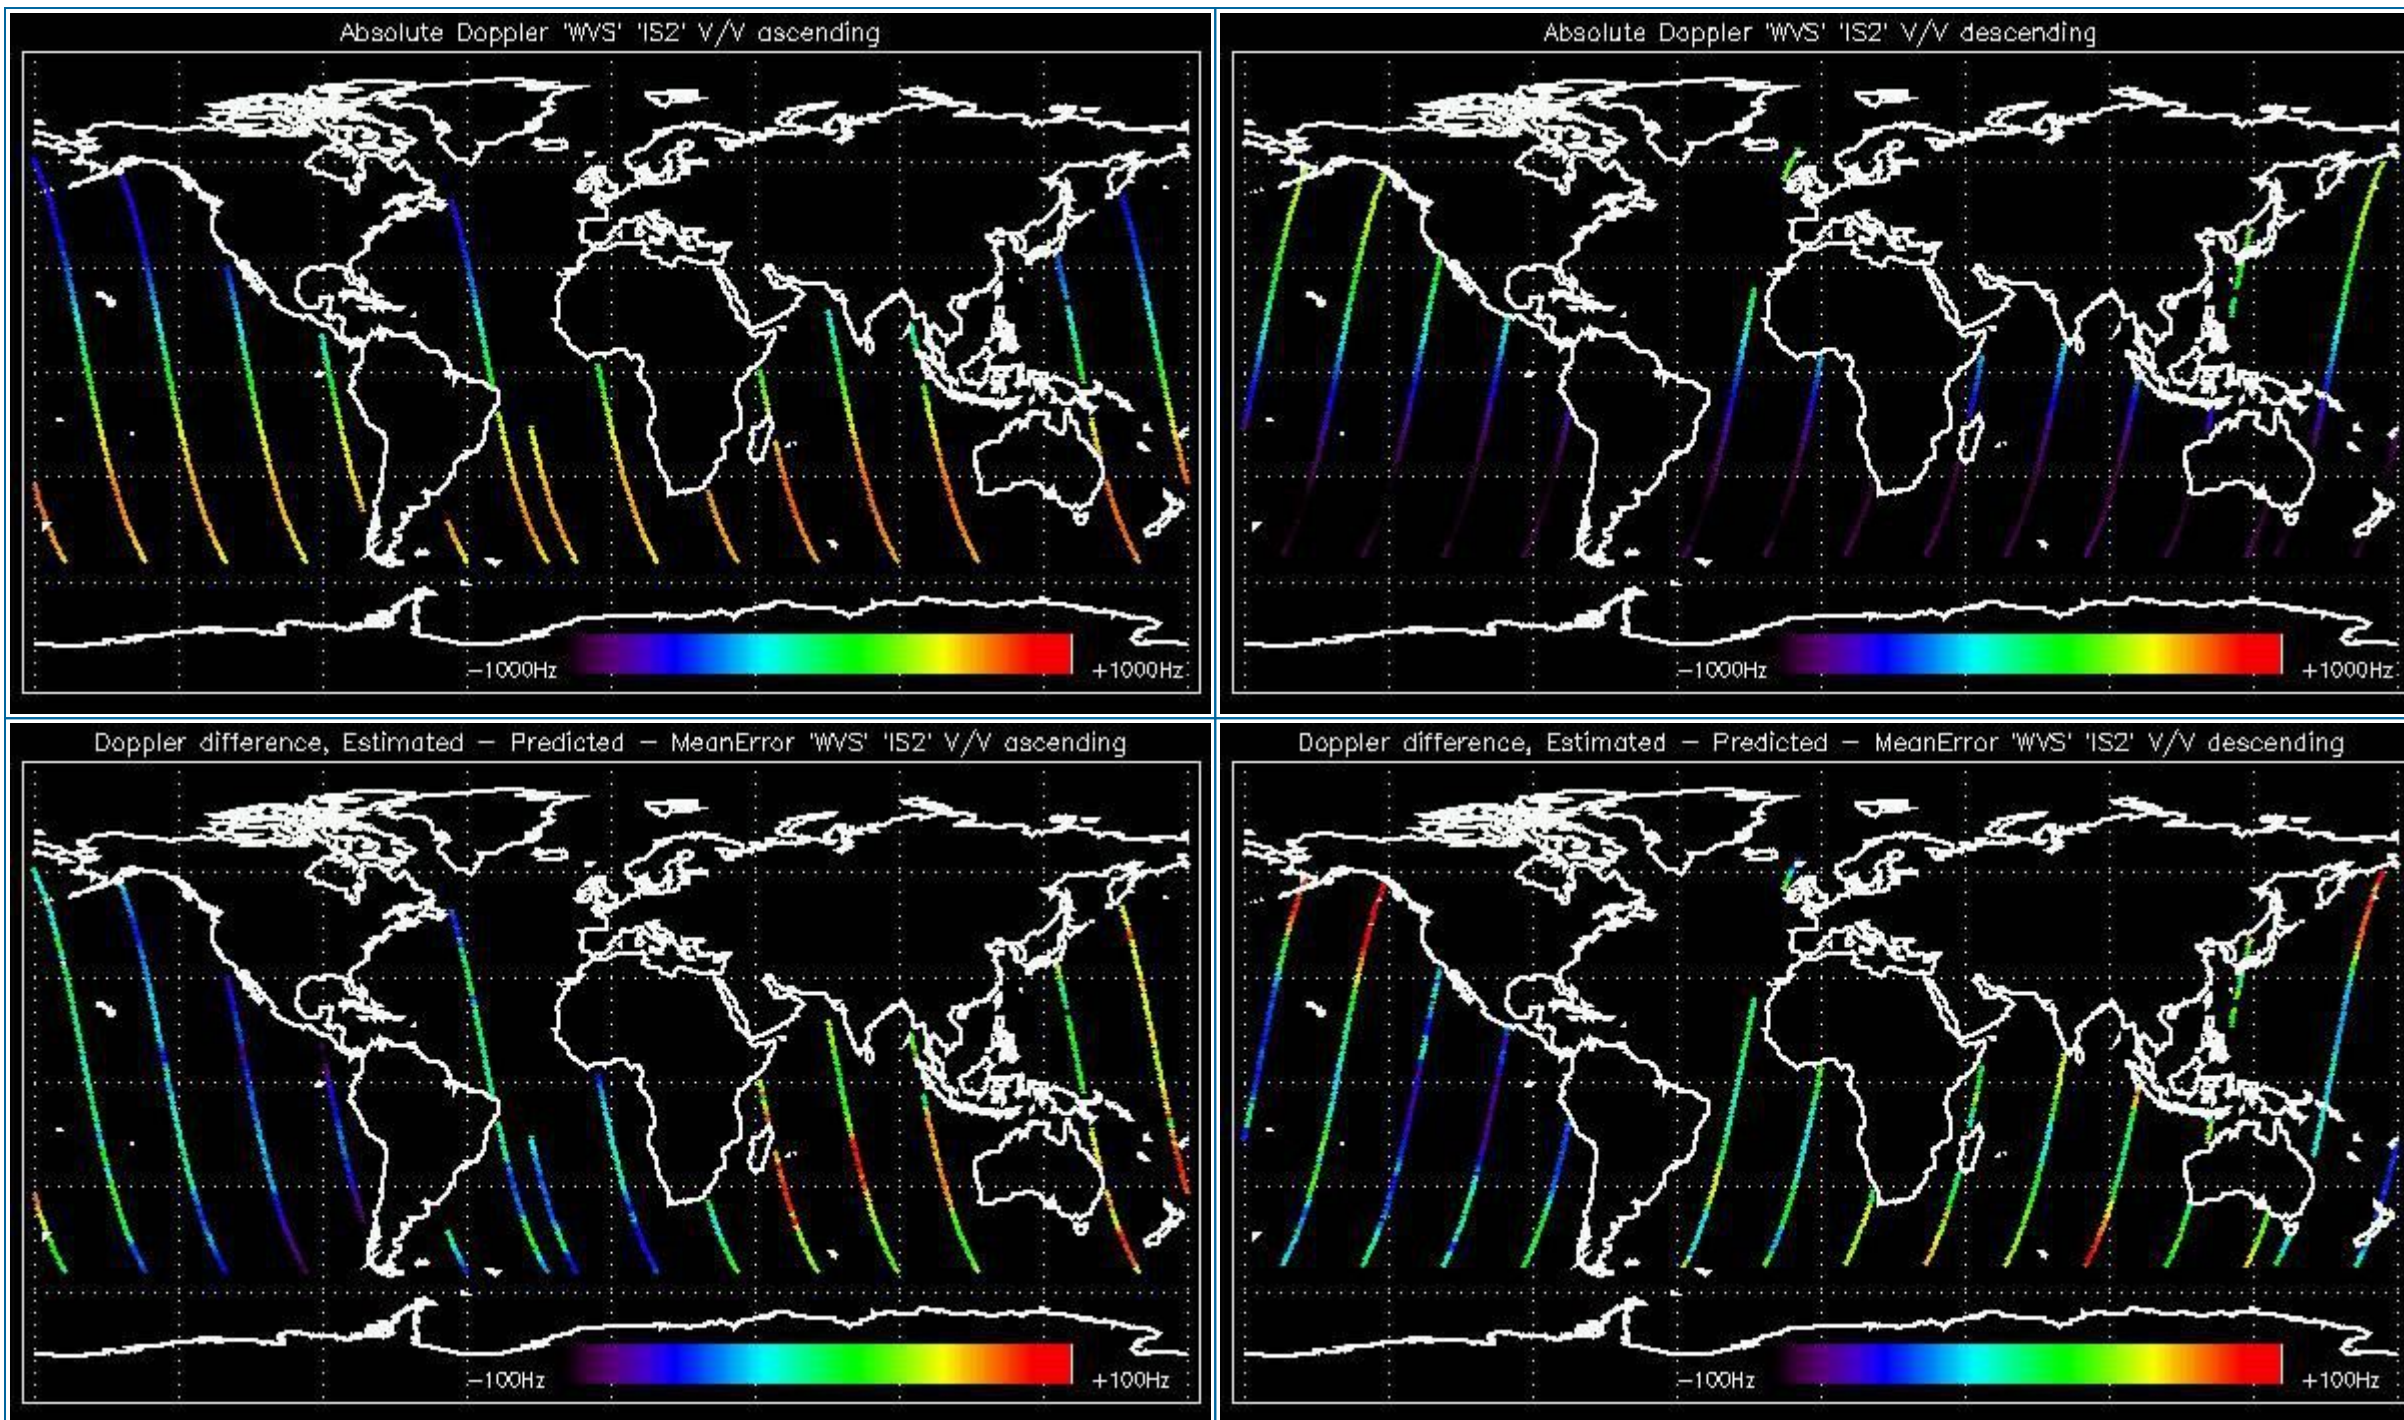 Absolute Doppler 'WVS' 'IS2' V/V ascending
-1000Hz +1000Hz
Absolute Doppler 'WVS' 'IS2' V/V descending
-1000Hz +1000Hz
Doppler difference, Estimated - Predicted - MeanError 'WVS' 'IS2' V/V ascending
-100Hz +100Hz
Doppler difference, Estimated - Predicted - MeanError 'WVS' 'IS2' V/V descending
-100Hz +100Hz